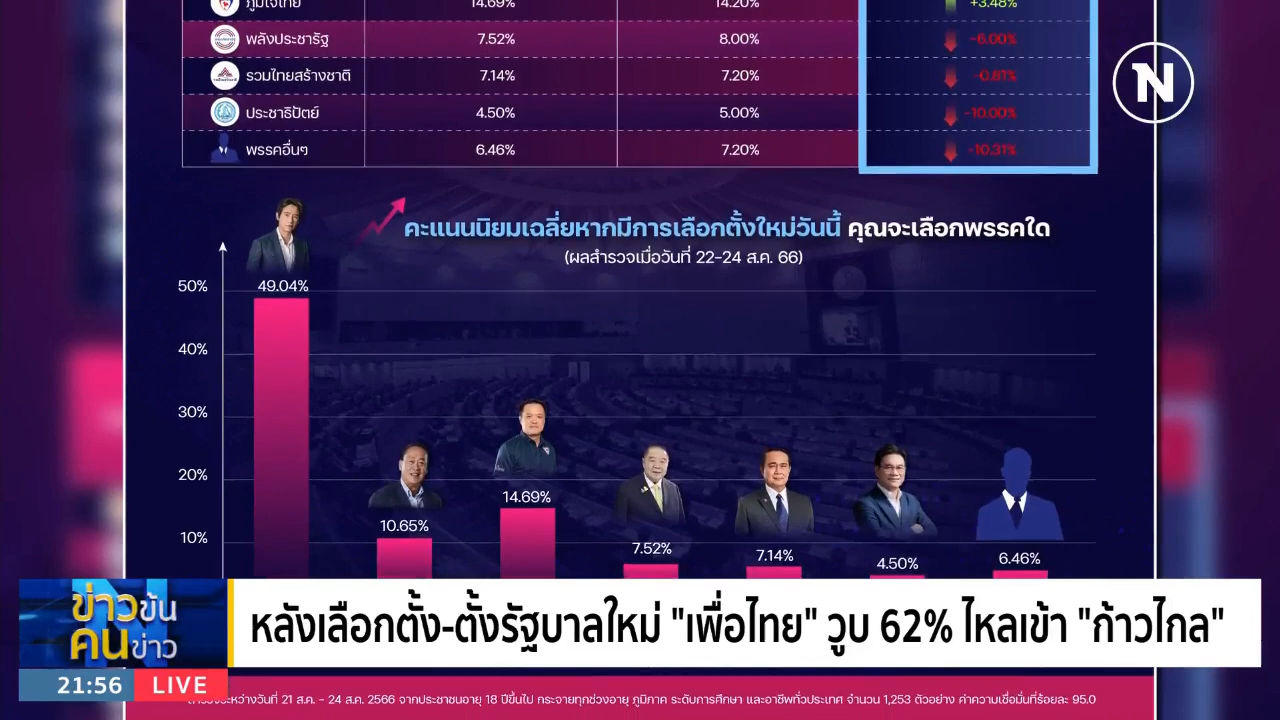 ภูมิใจไทย 14.69% 14.20% +3.48%
พลังประชารัฐ 7.52% 8.00% -6.00%
รวมไทยสร้างชาติ 7.14% 7.20% -0.81%
ประชาธิปัตย์ 4.50% 5.00% -10.00%
พรรคอื่นๆ 6.46% 7.20% -10.31%
N
คะแนนนิยมเฉลี่ยหากมีการเลือกตั้งใหม่วันนี้ คุณจะเลือกพรรคใด
(ผลสำรวจเมื่อวันที่ 22-24 ส.ค. 66)
50%
40%
30%
20%
10%
49.04%
10.65%
14.69%
7.52%
7.14%
4.50%
6.46%
ข่าวข้น
คนข่าว
หลังเลือกตั้ง-ตั้งรัฐบาลใหม่ "เพื่อไทย" วูบ 62% ไหลเข้า "ก้าวไกล"
21:56 LIVE
วันที่ 21 ส.ค. - 24 ส.ค. 2566 จากประชาชนอายุ 18 ปีขึ้นไป กระจายทุกช่วงอายุ ภูมิภาค ระดับการศึกษา และอาชีพทั่วประเทศ จำนวน 1,253 ตัวอย่าง ค่าความเชื่อมั่นที่ร้อยละ 95.0